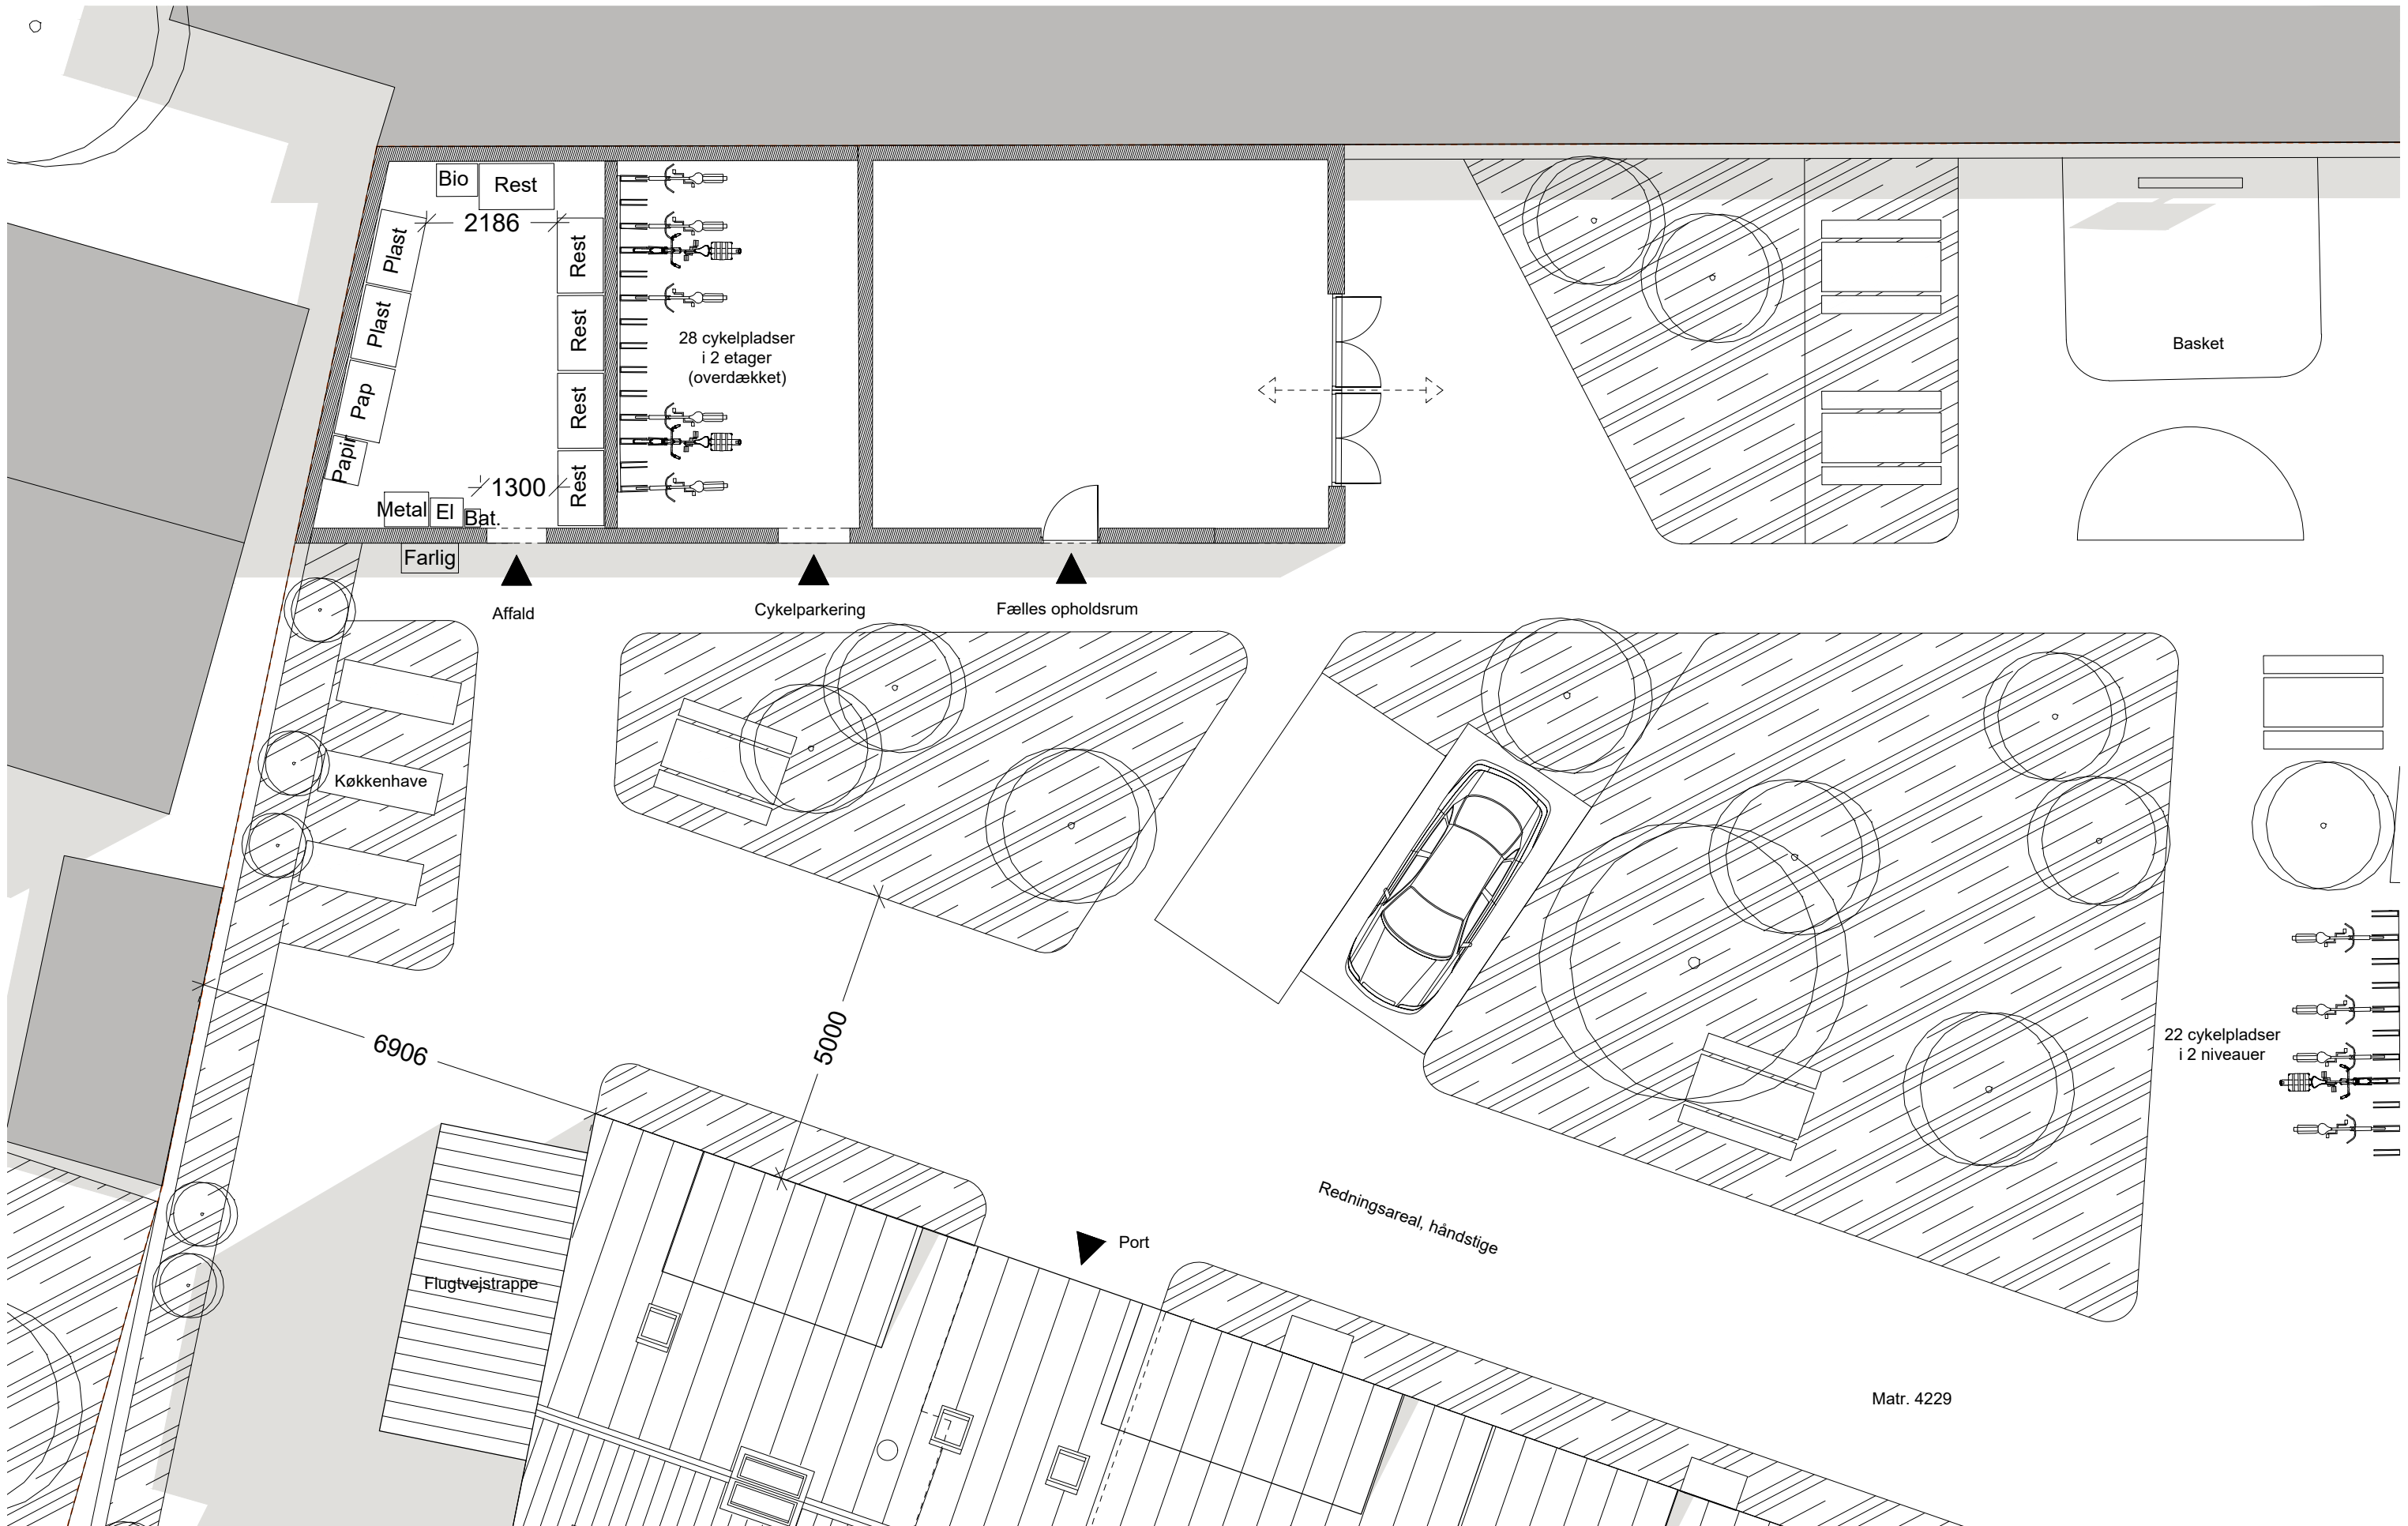 Bio
Rest
2186
Plast
Rest
Plast
Rest
Pap
Rest
Papir
Rest
1300
Metal
El
Bat.
Farlig
28 cykelpladser
i 2 etager
(overdækket)
Basket
Affald
Cykelparkering
Fælles opholdsrum
Køkkenhave
6906
5000
22 cykelpladser
i 2 niveauer
Redningsareal, håndstige
Port
Flugtvejstrappe
Matr. 4229